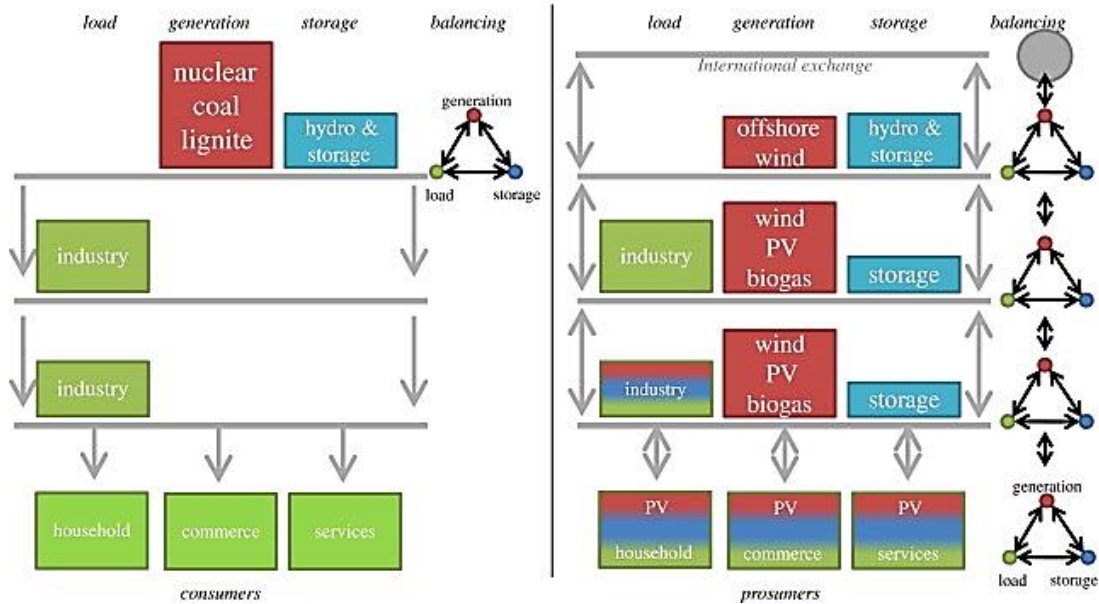 load generation storage balancing
nuclear
coal
lignite
hydro &
storage
generation
load storage
industry
industry
household commerce services
consumers
load generation storage balancing
International exchange
offshore
wind
hydro &
storage
industry
wind
PV
biogas
storage
industry
wind
PV
biogas
storage
PV PV PV
household commerce services
generation
load storage
prosumers